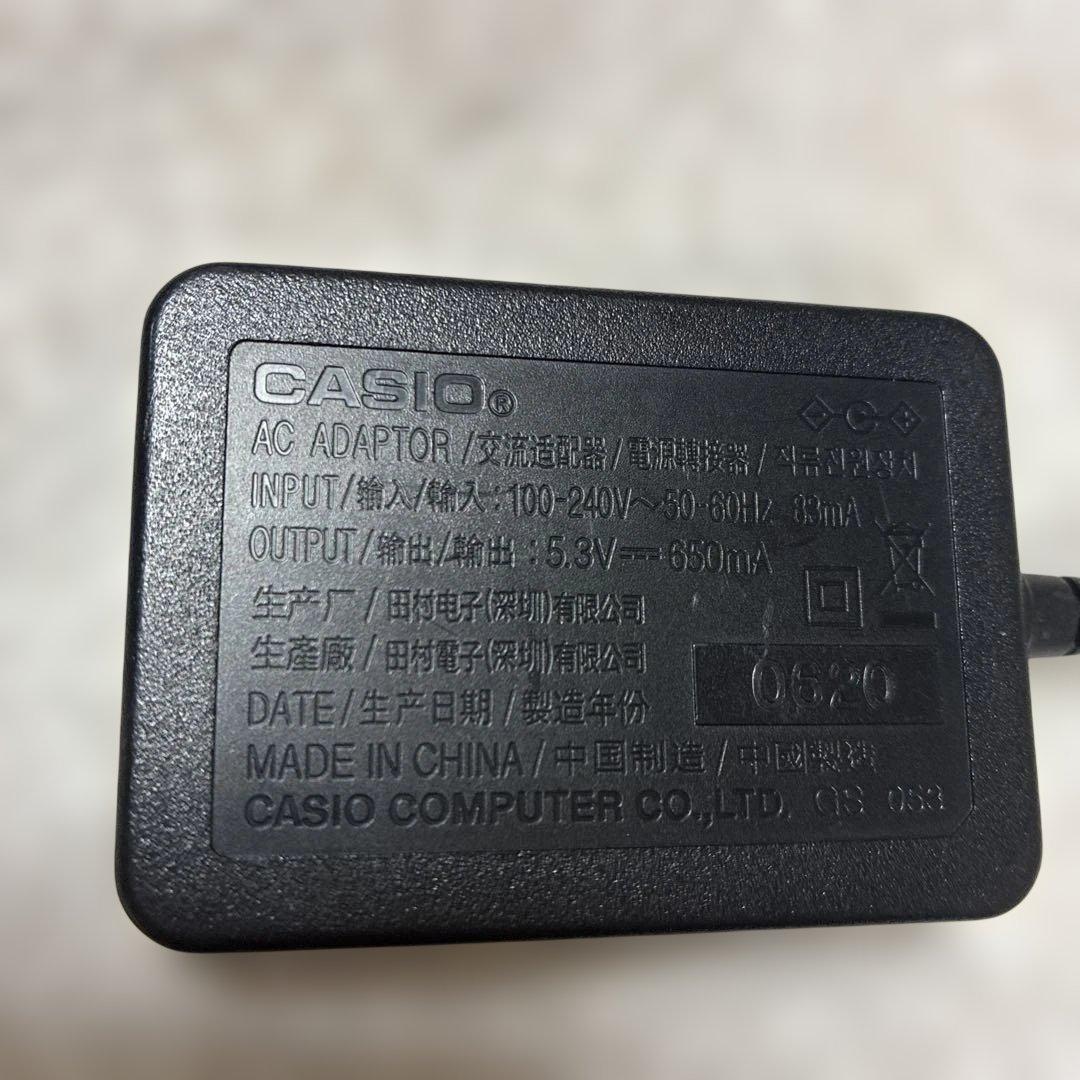 CASIO®
AC ADAPTOR/交流适配器/電源轉接器/직류전원장치
INPUT/输入/輸入:100-240V~50-60Hz 83mA
OUTPUT/输出/輸出:5.3V⎓650mA
生产厂/田村电子(深圳)有限公司
生產廠/田村電子(深圳)有限公司
0620
DATE/生产日期/製造年份
MADE IN CHINA/中国制造/中國製造
CASIO COMPUTER CO.,LTD. GS 053